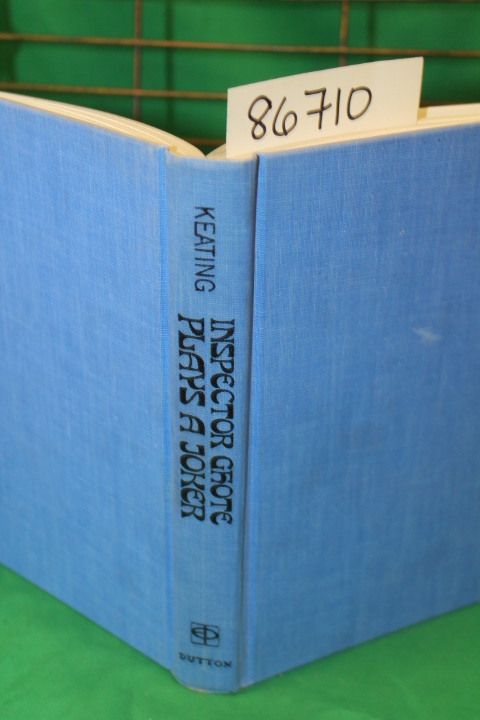 86710
KEATING
INSPECTOR GHOTE
PLAYS A JOKER
DUTTON